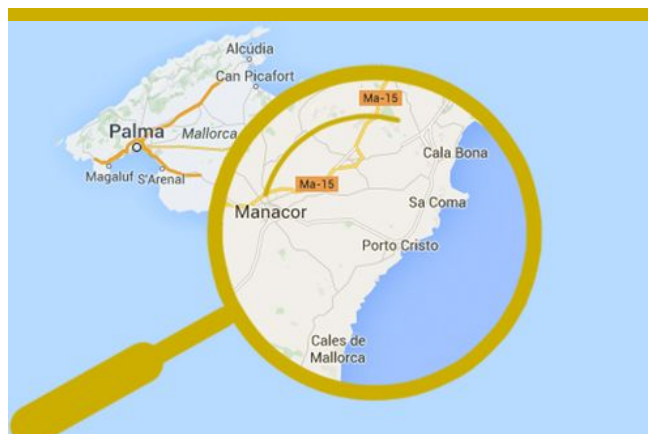 Alcúdia
Can Picafort
Ma-15
Palma
Mallorca
Cala Bona
Magaluf
S'Arenal
Ma-15
Sa Coma
Manacor
Porto Cristo
Cales de
Mallorca